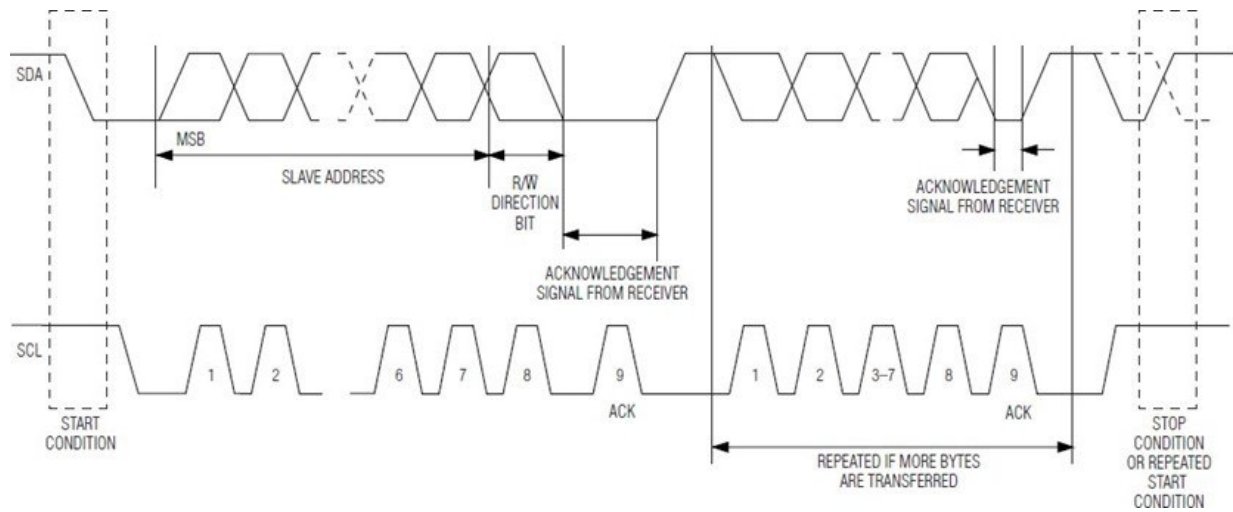 SDA
MSB
SLAVE ADDRESS
R/W̅
DIRECTION
BIT
ACKNOWLEDGEMENT
SIGNAL FROM RECEIVER
ACKNOWLEDGEMENT
SIGNAL FROM RECEIVER
SCL
1
2
6
7
8
9
ACK
1
2
3–7
8
9
ACK
START
CONDITION
REPEATED IF MORE BYTES
ARE TRANSFERRED
STOP
CONDITION
OR REPEATED
START
CONDITION